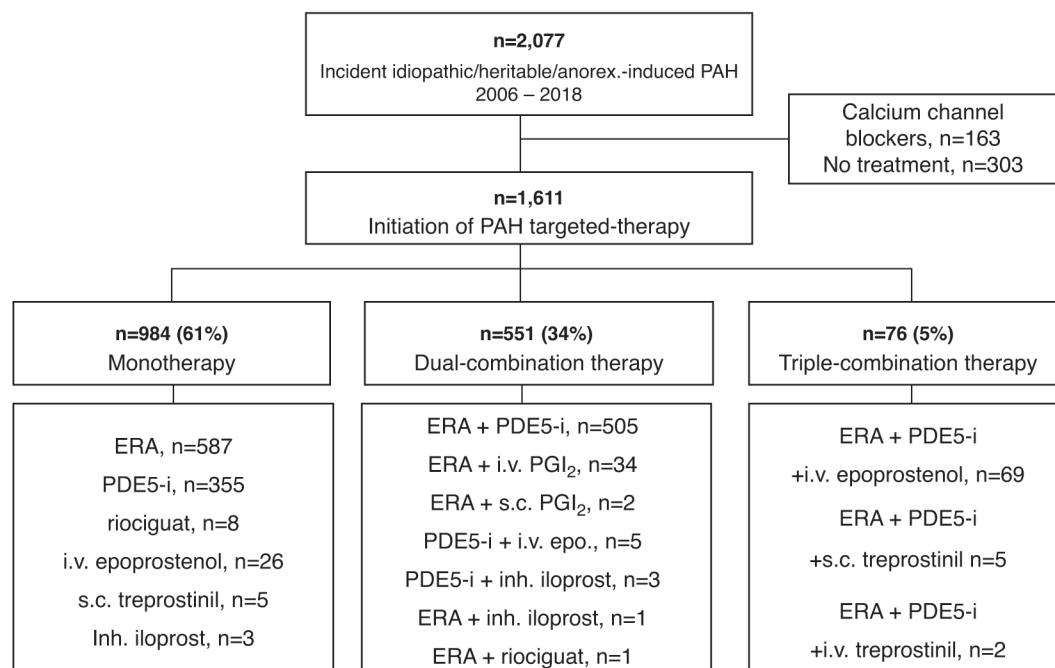 n=2,077
Incident idiopathic/heritable/anorex.-induced PAH
2006 – 2018
Calcium channel
blockers, n=163
No treatment, n=303
n=1,611
Initiation of PAH targeted-therapy
n=984 (61%)
Monotherapy
n=551 (34%)
Dual-combination therapy
n=76 (5%)
Triple-combination therapy
ERA, n=587
PDE5-i, n=355
riociguat, n=8
i.v. epoprostenol, n=26
s.c. treprostinil, n=5
Inh. iloprost, n=3
ERA + PDE5-i, n=505
ERA + i.v. PGI₂, n=34
ERA + s.c. PGI₂, n=2
PDE5-i + i.v. epo., n=5
PDE5-i + inh. iloprost, n=3
ERA + inh. iloprost, n=1
ERA + riociguat, n=1
ERA + PDE5-i
+i.v. epoprostenol, n=69
ERA + PDE5-i
+s.c. treprostinil n=5
ERA + PDE5-i
+i.v. treprostinil, n=2